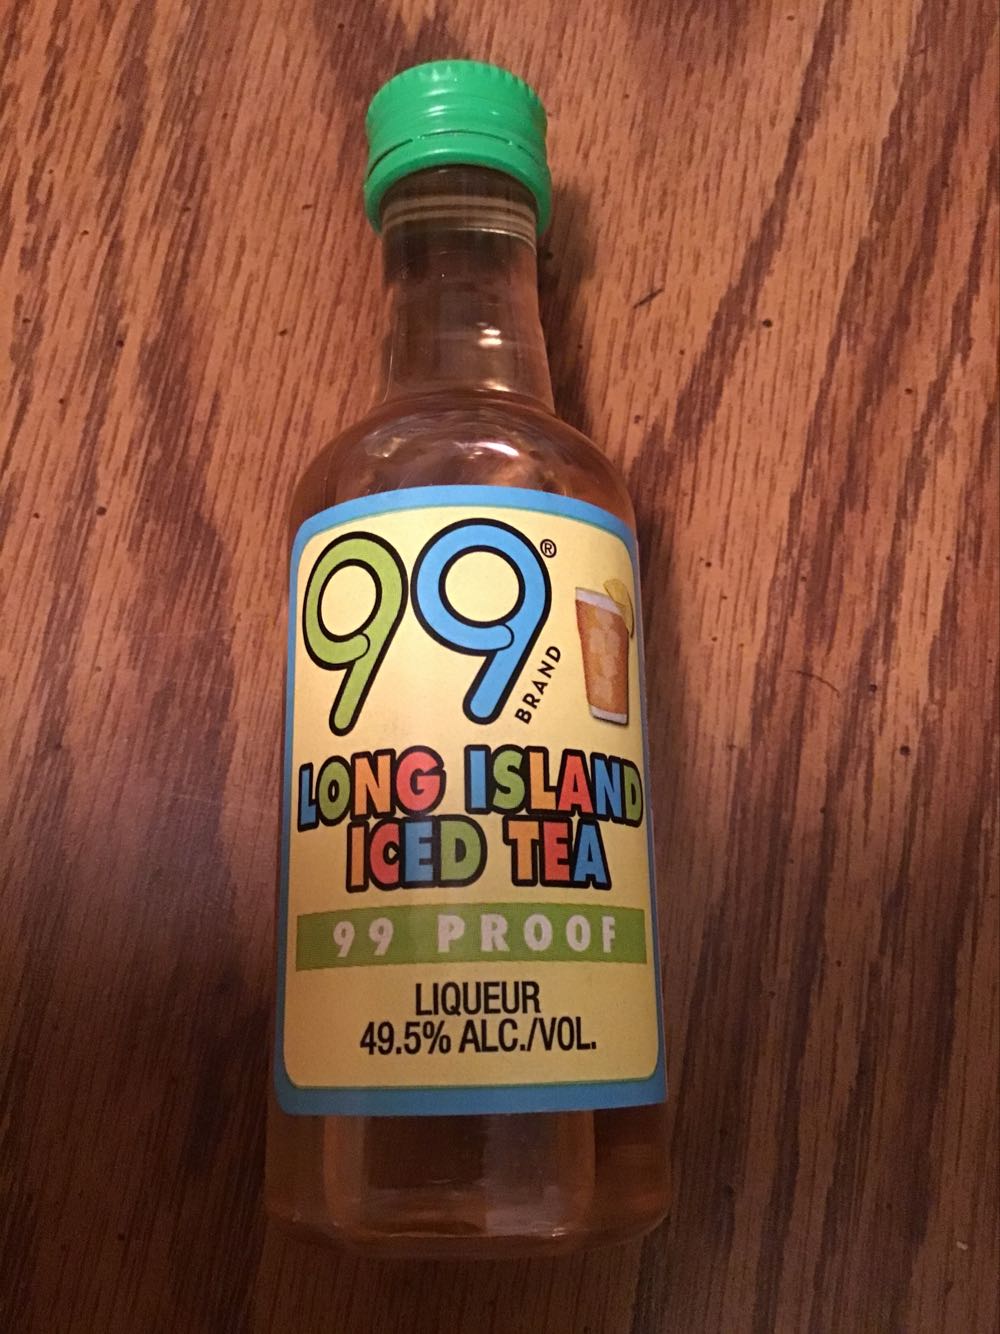 99®
BRAND
LONG ISLAND
ICED TEA
99 PROOF
LIQUEUR
49.5% ALC./VOL.